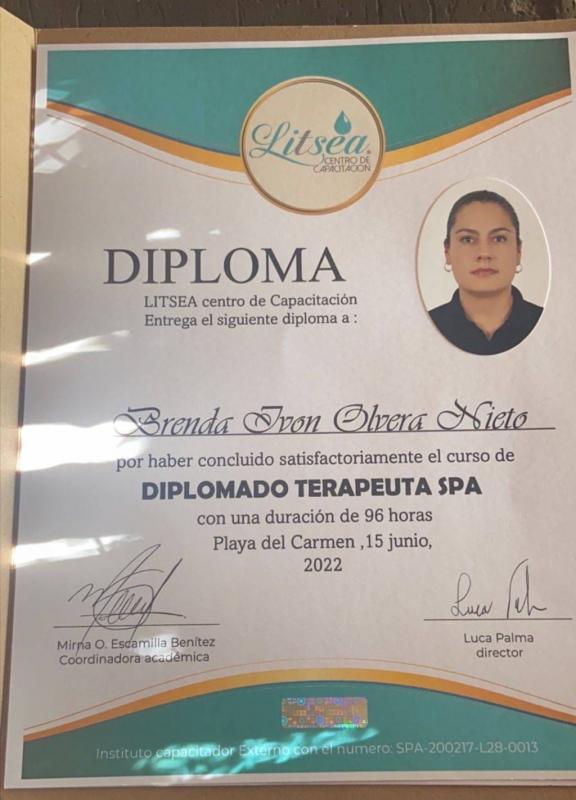 Litsea
CENTRO DE
CAPACITACIÓN
DIPLOMA
LITSEA centro de Capacitación
Entrega el siguiente diploma a :
Brenda Ivon Olvera Nieto
por haber concluido satisfactoriamente el curso de
DIPLOMADO TERAPEUTA SPA
con una duración de 96 horas
Playa del Carmen ,15 junio,
2022
Mirna O. Escamilla Benítez
Coordinadora académica
Luca Palma
director
Instituto capacitador Externo con el numero: SPA-200217-L28-0013